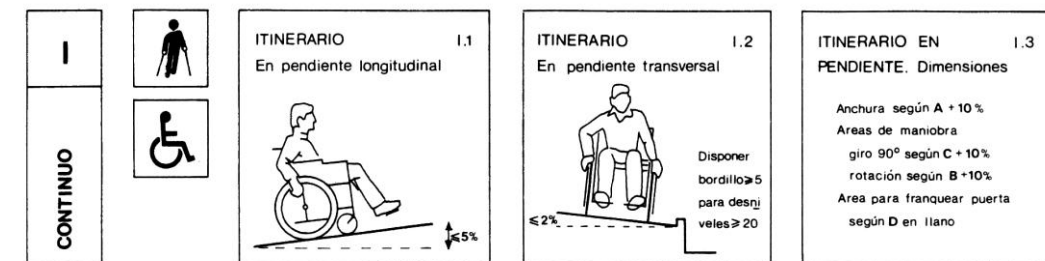 I
CONTINUO
ITINERARIO I.1
En pendiente longitudinal
≤5%
ITINERARIO I.2
En pendiente transversal
Disponer
bordillo≥5
para desni
veles≥20
≤2%
ITINERARIO EN I.3
PENDIENTE. Dimensiones
Anchura según A + 10%
Areas de maniobra
giro 90º según C + 10%
rotación según B +10%
Area para franquear puerta
según D en llano